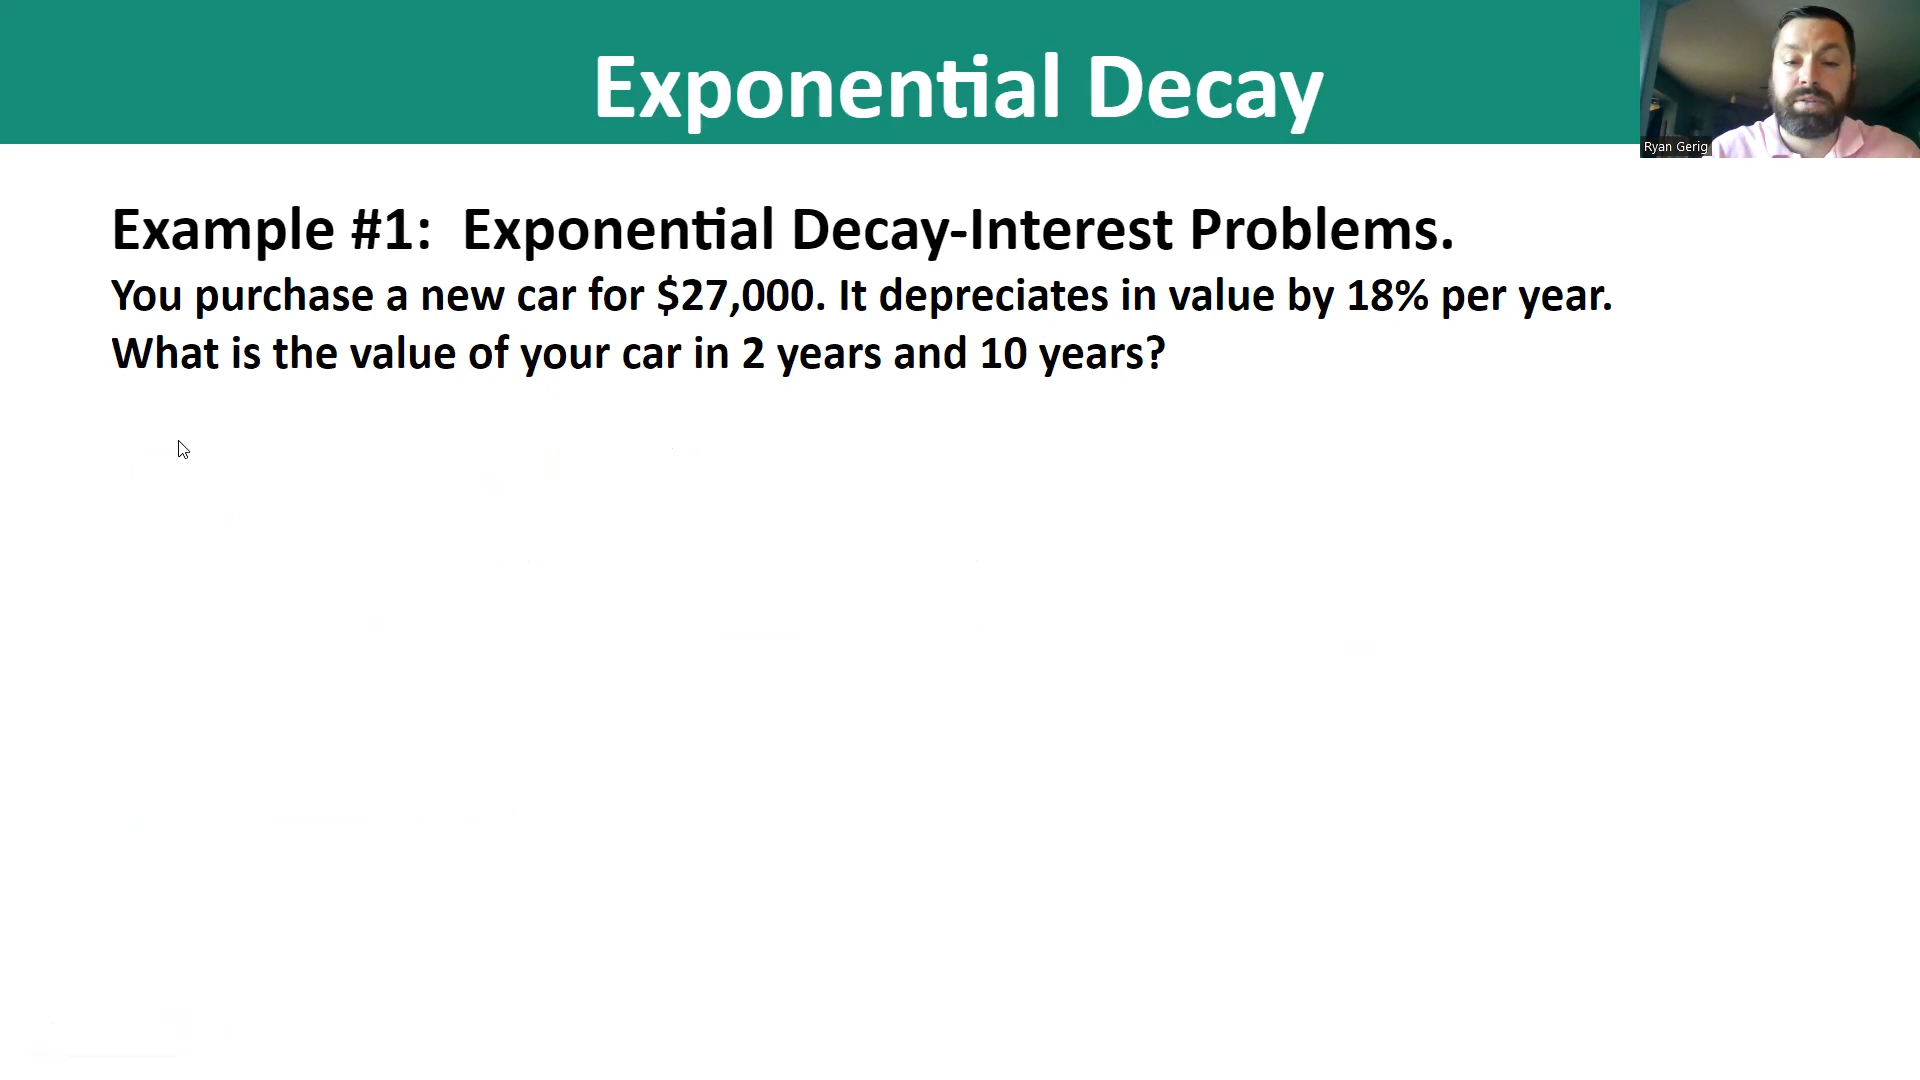 Exponential Decay
Ryan Gerig
Example #1: Exponential Decay-Interest Problems.
You purchase a new car for $27,000. It depreciates in value by 18% per year.
What is the value of your car in 2 years and 10 years?